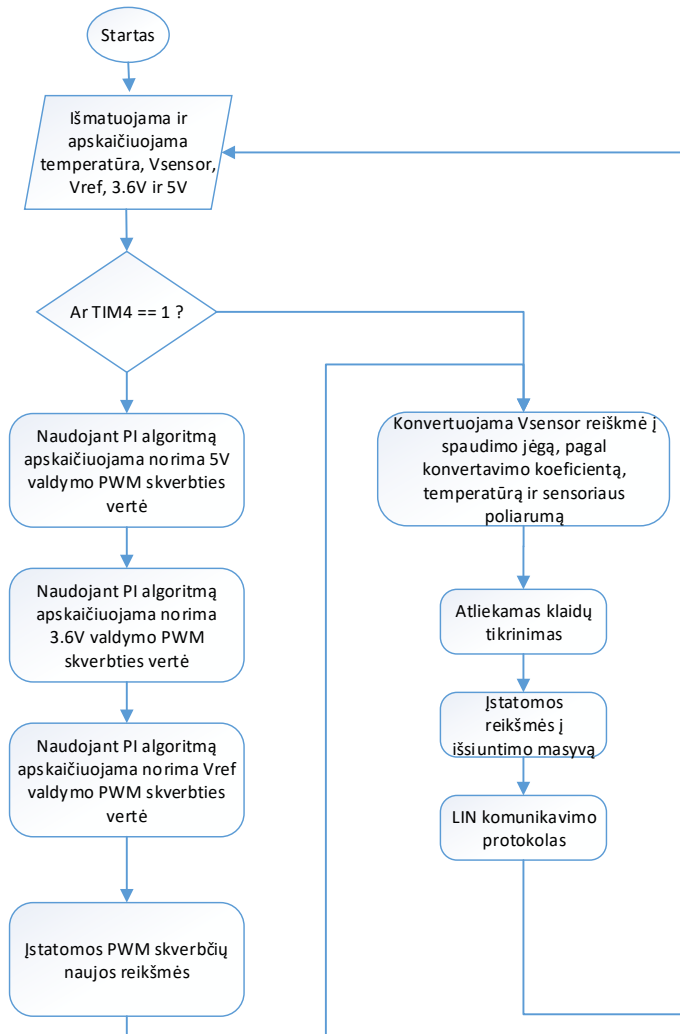 Startas
Išmatuojama ir
apskaičiuojama
temperatūra, Vsensor,
Vref, 3.6V ir 5V
Ar TIM4 == 1 ?
Naudojant PI algoritmą
apskaičiuojama norima 5V
valdymo PWM skverbties
vertė
Naudojant PI algoritmą
apskaičiuojama norima
3.6V valdymo PWM
skverbties vertė
Naudojant PI algoritmą
apskaičiuojama norima Vref
valdymo PWM skverbties
vertė
Įstatomos PWM skverbčių
naujos reikšmės
Konvertuojama Vsensor reiškmė į
spaudimo jėgą, pagal
konvertavimo koeficientą,
temperatūrą ir sensoriaus
poliarumą
Atliekamas klaidų
tikrinimas
Įstatomos
reikšmės į
išsiuntimo masyvą
LIN komunikavimo
protokolas